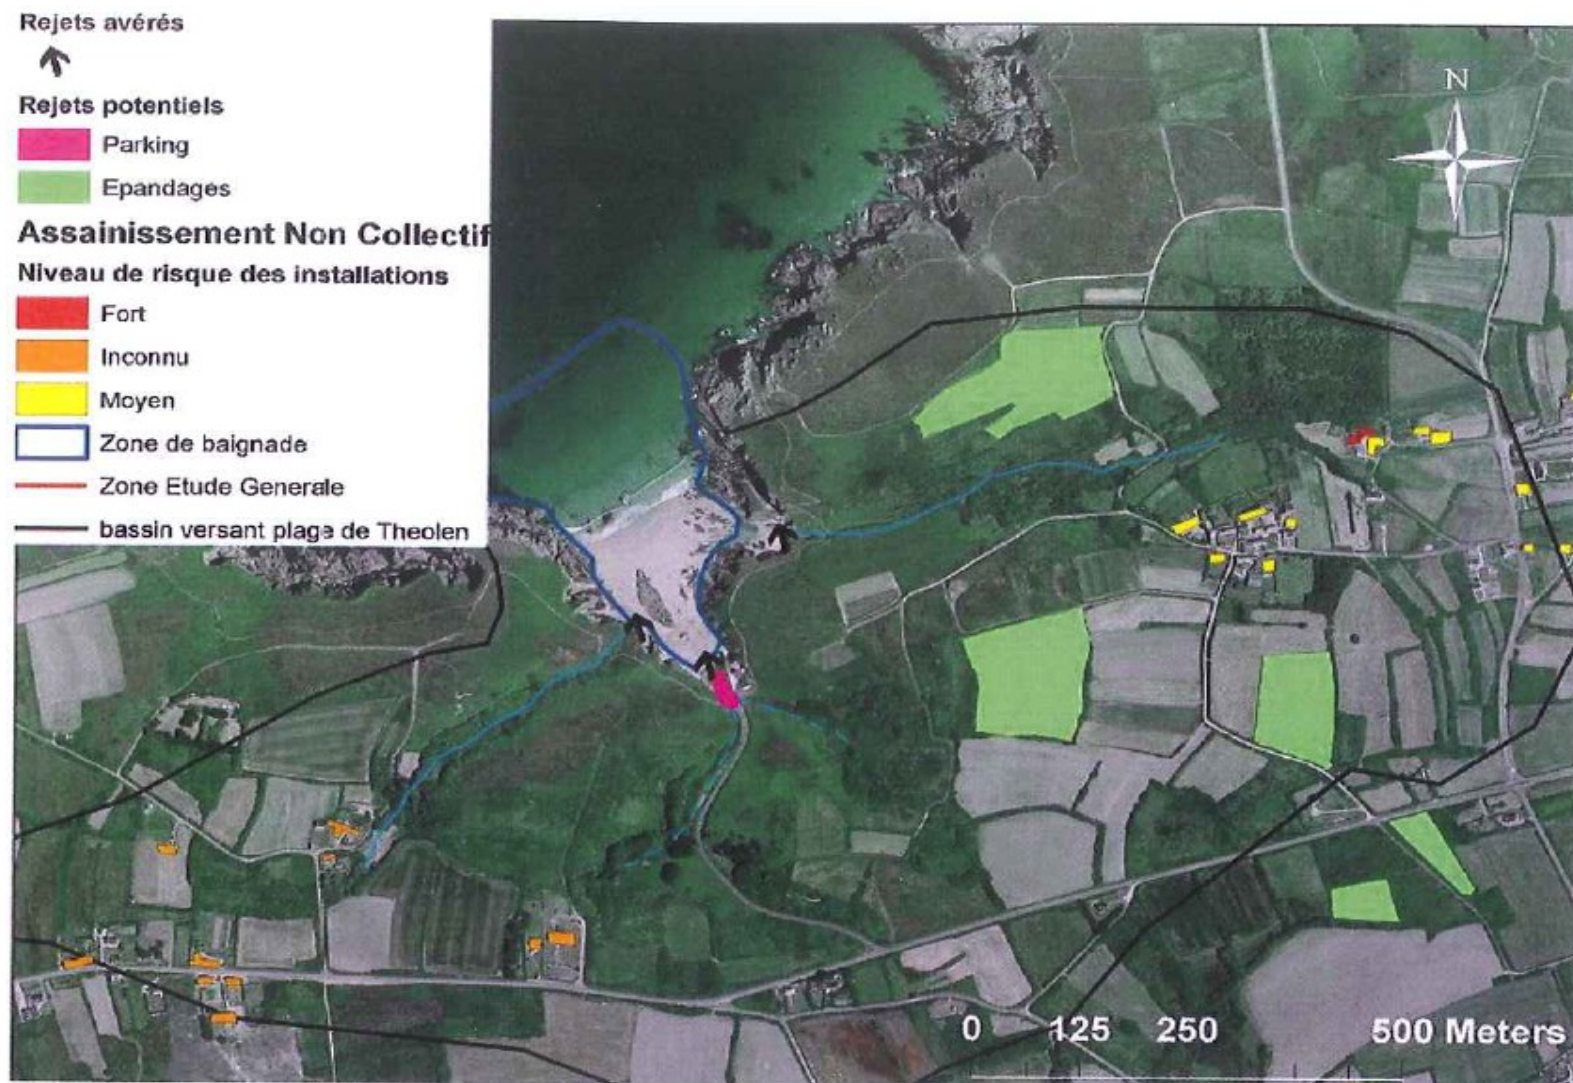 Rejets avérés
Rejets potentiels
Parking
Epandages
Assainissement Non Collectif
Niveau de risque des installations
Fort
Inconnu
Moyen
Zone de baignade
Zone Etude Generale
bassin versant plage de Theolen
N
0 125 250 500 Meters